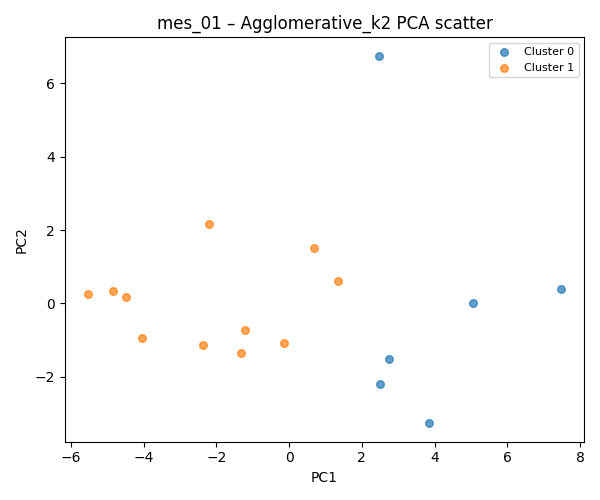 mes_01 – Agglomerative_k2 PCA scatter
Cluster 0
Cluster 1
6
4
2
0
−2
PC2
−6 −4 −2 0 2 4 6 8
PC1